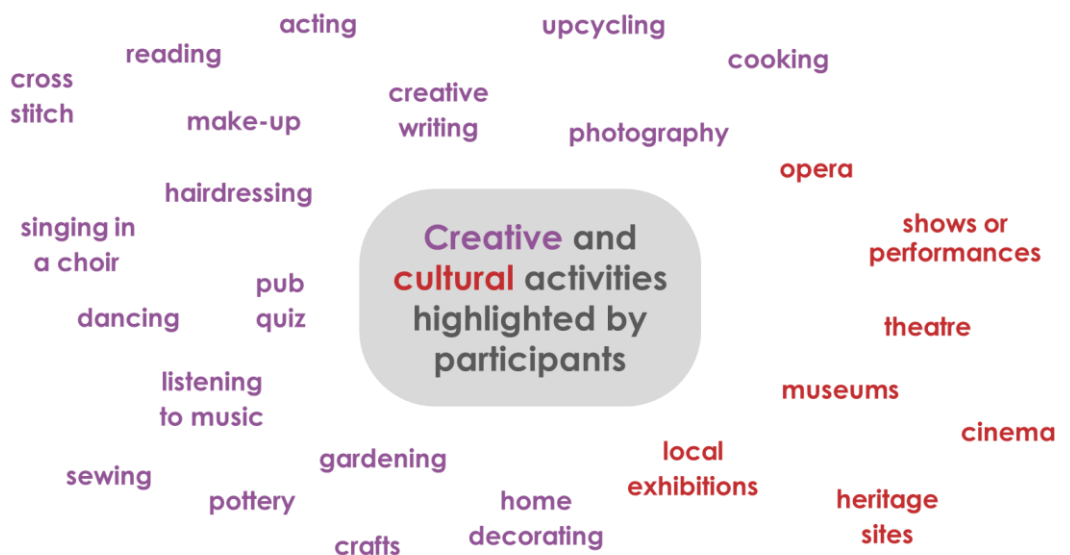 acting
upcycling
reading
cooking
cross
stitch
creative
writing
make-up
photography
opera
hairdressing
shows or
performances
singing in
a choir
Creative and
cultural activities
highlighted by
participants
pub
quiz
dancing
theatre
listening
to music
museums
cinema
gardening
local
exhibitions
sewing
pottery
home
decorating
heritage
sites
crafts